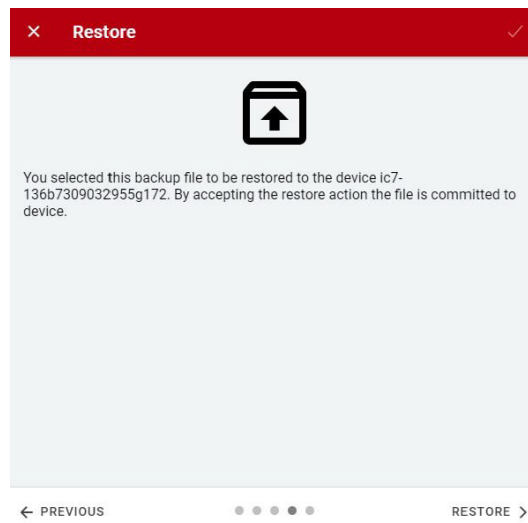 Restore
You selected this backup file to be restored to the device ic7-
136b7309032955g172. By accepting the restore action the file is committed to
device.
PREVIOUS
RESTORE